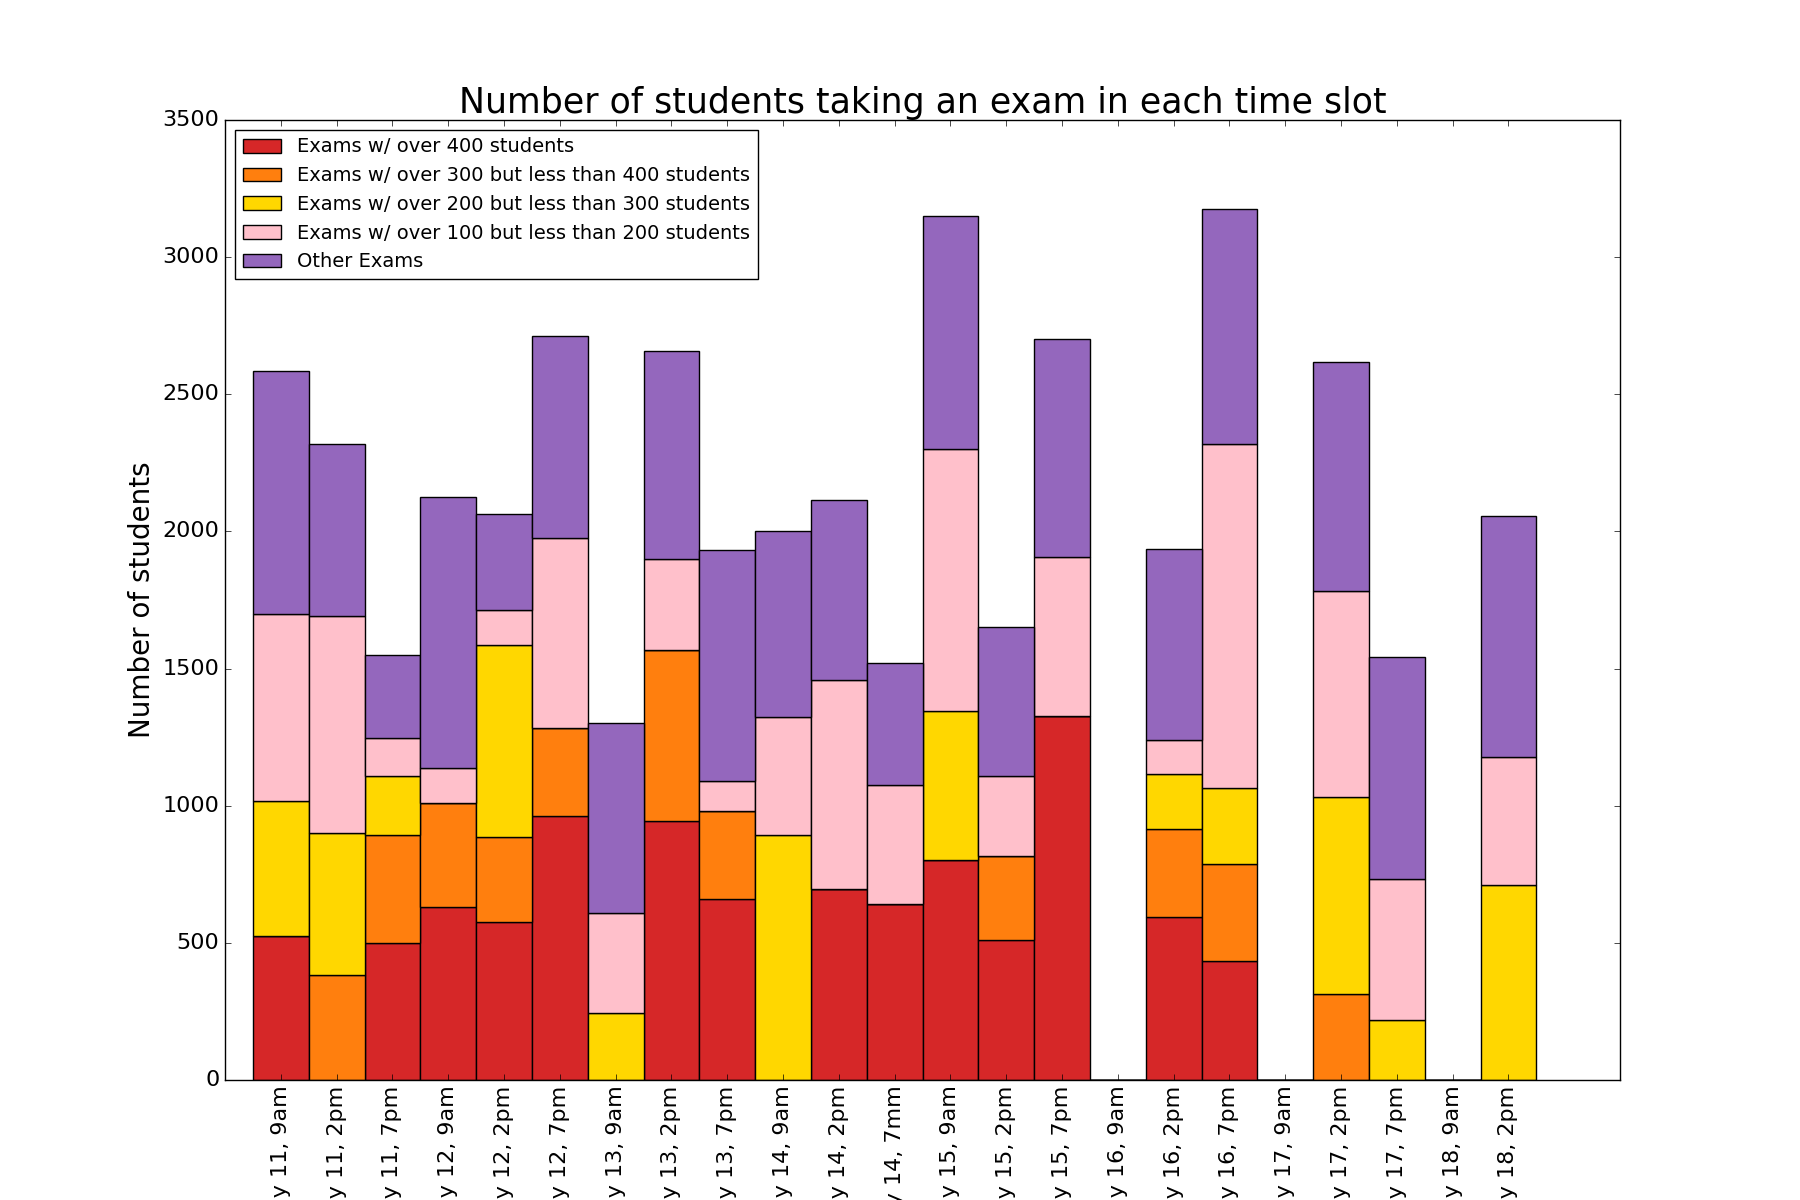 Number of students taking an exam in each time slot
3500
3000
2500
2000
1500
1000
500
0
Number of students
Exams w/ over 400 students
Exams w/ over 300 but less than 400 students
Exams w/ over 200 but less than 300 students
Exams w/ over 100 but less than 200 students
Other Exams
y 11, 9am
y 11, 2pm
y 11, 7pm
y 12, 9am
y 12, 2pm
y 12, 7pm
y 13, 9am
y 13, 2pm
y 13, 7pm
y 14, 9am
y 14, 2pm
y 14, 7mm
y 15, 9am
y 15, 2pm
y 15, 7pm
y 16, 9am
y 16, 2pm
y 16, 7pm
y 17, 9am
y 17, 2pm
y 17, 7pm
y 18, 9am
y 18, 2pm